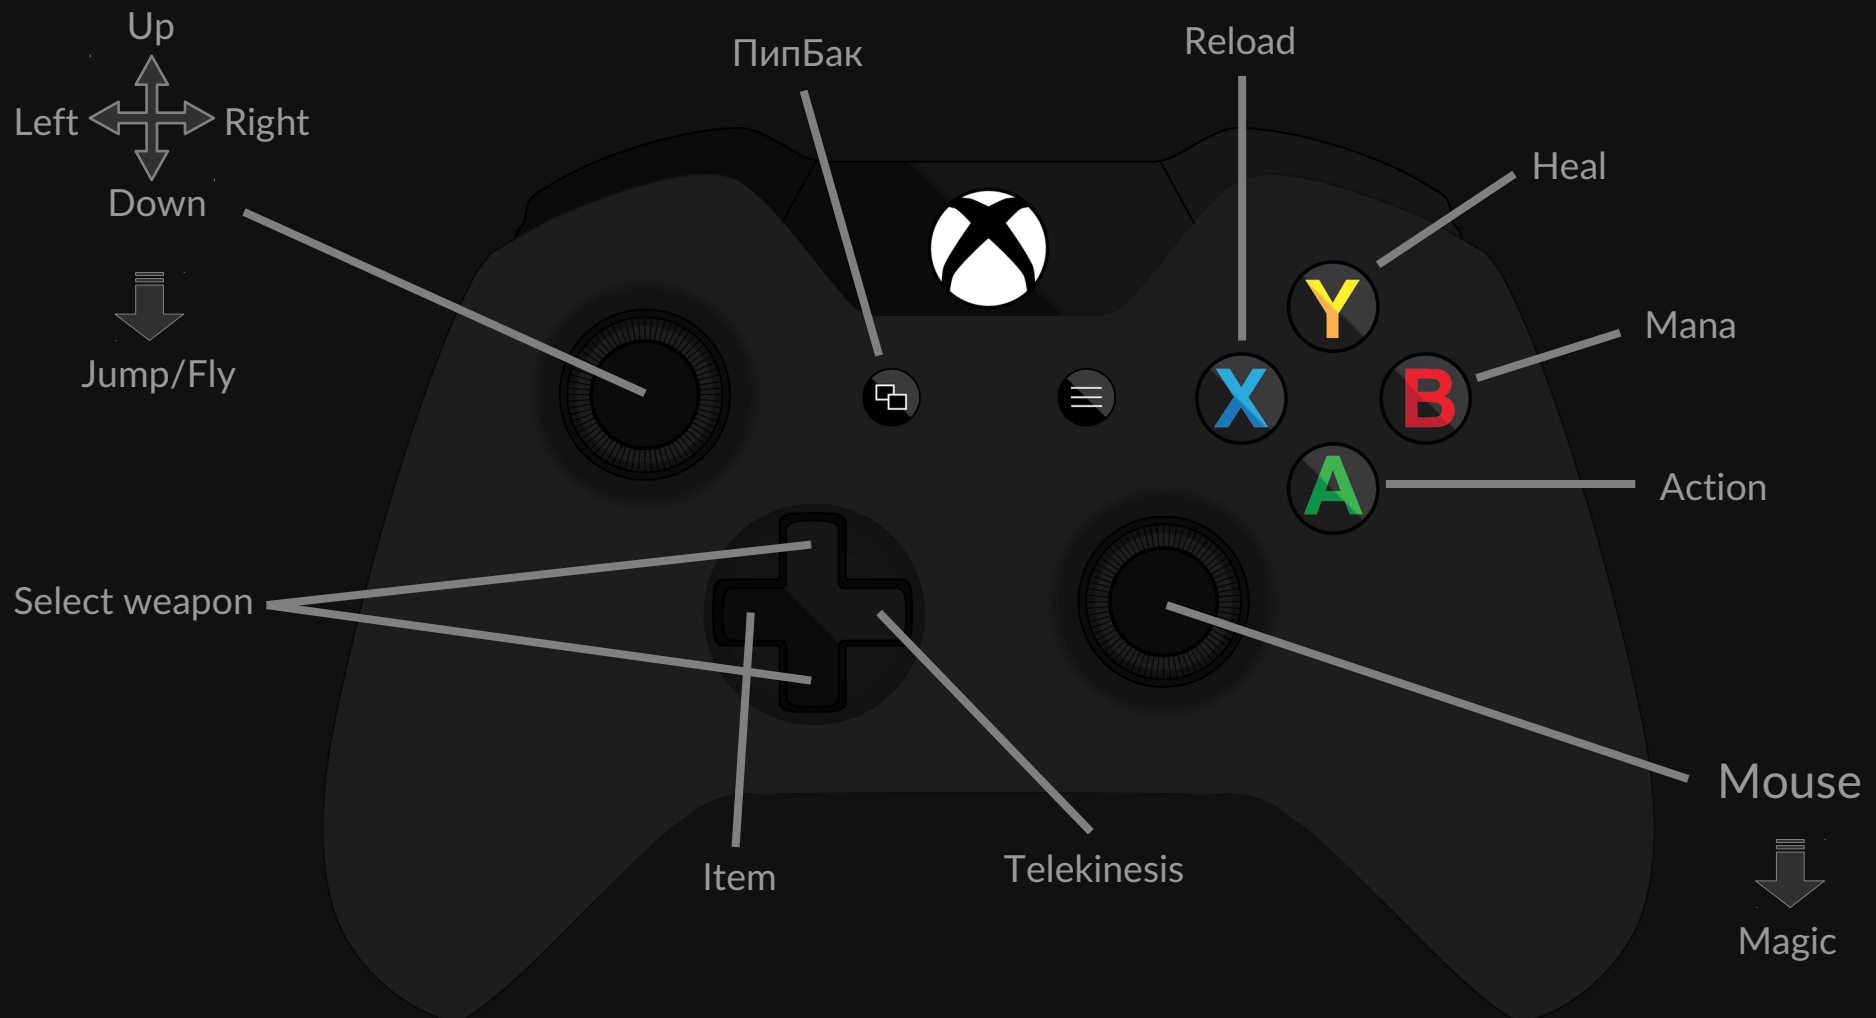 Up
ПипБак
Reload
Left
Right
Heal
Down
Mana
Jump/Fly
Y
X
B
A
Action
Select weapon
Mouse
Item
Telekinesis
Magic